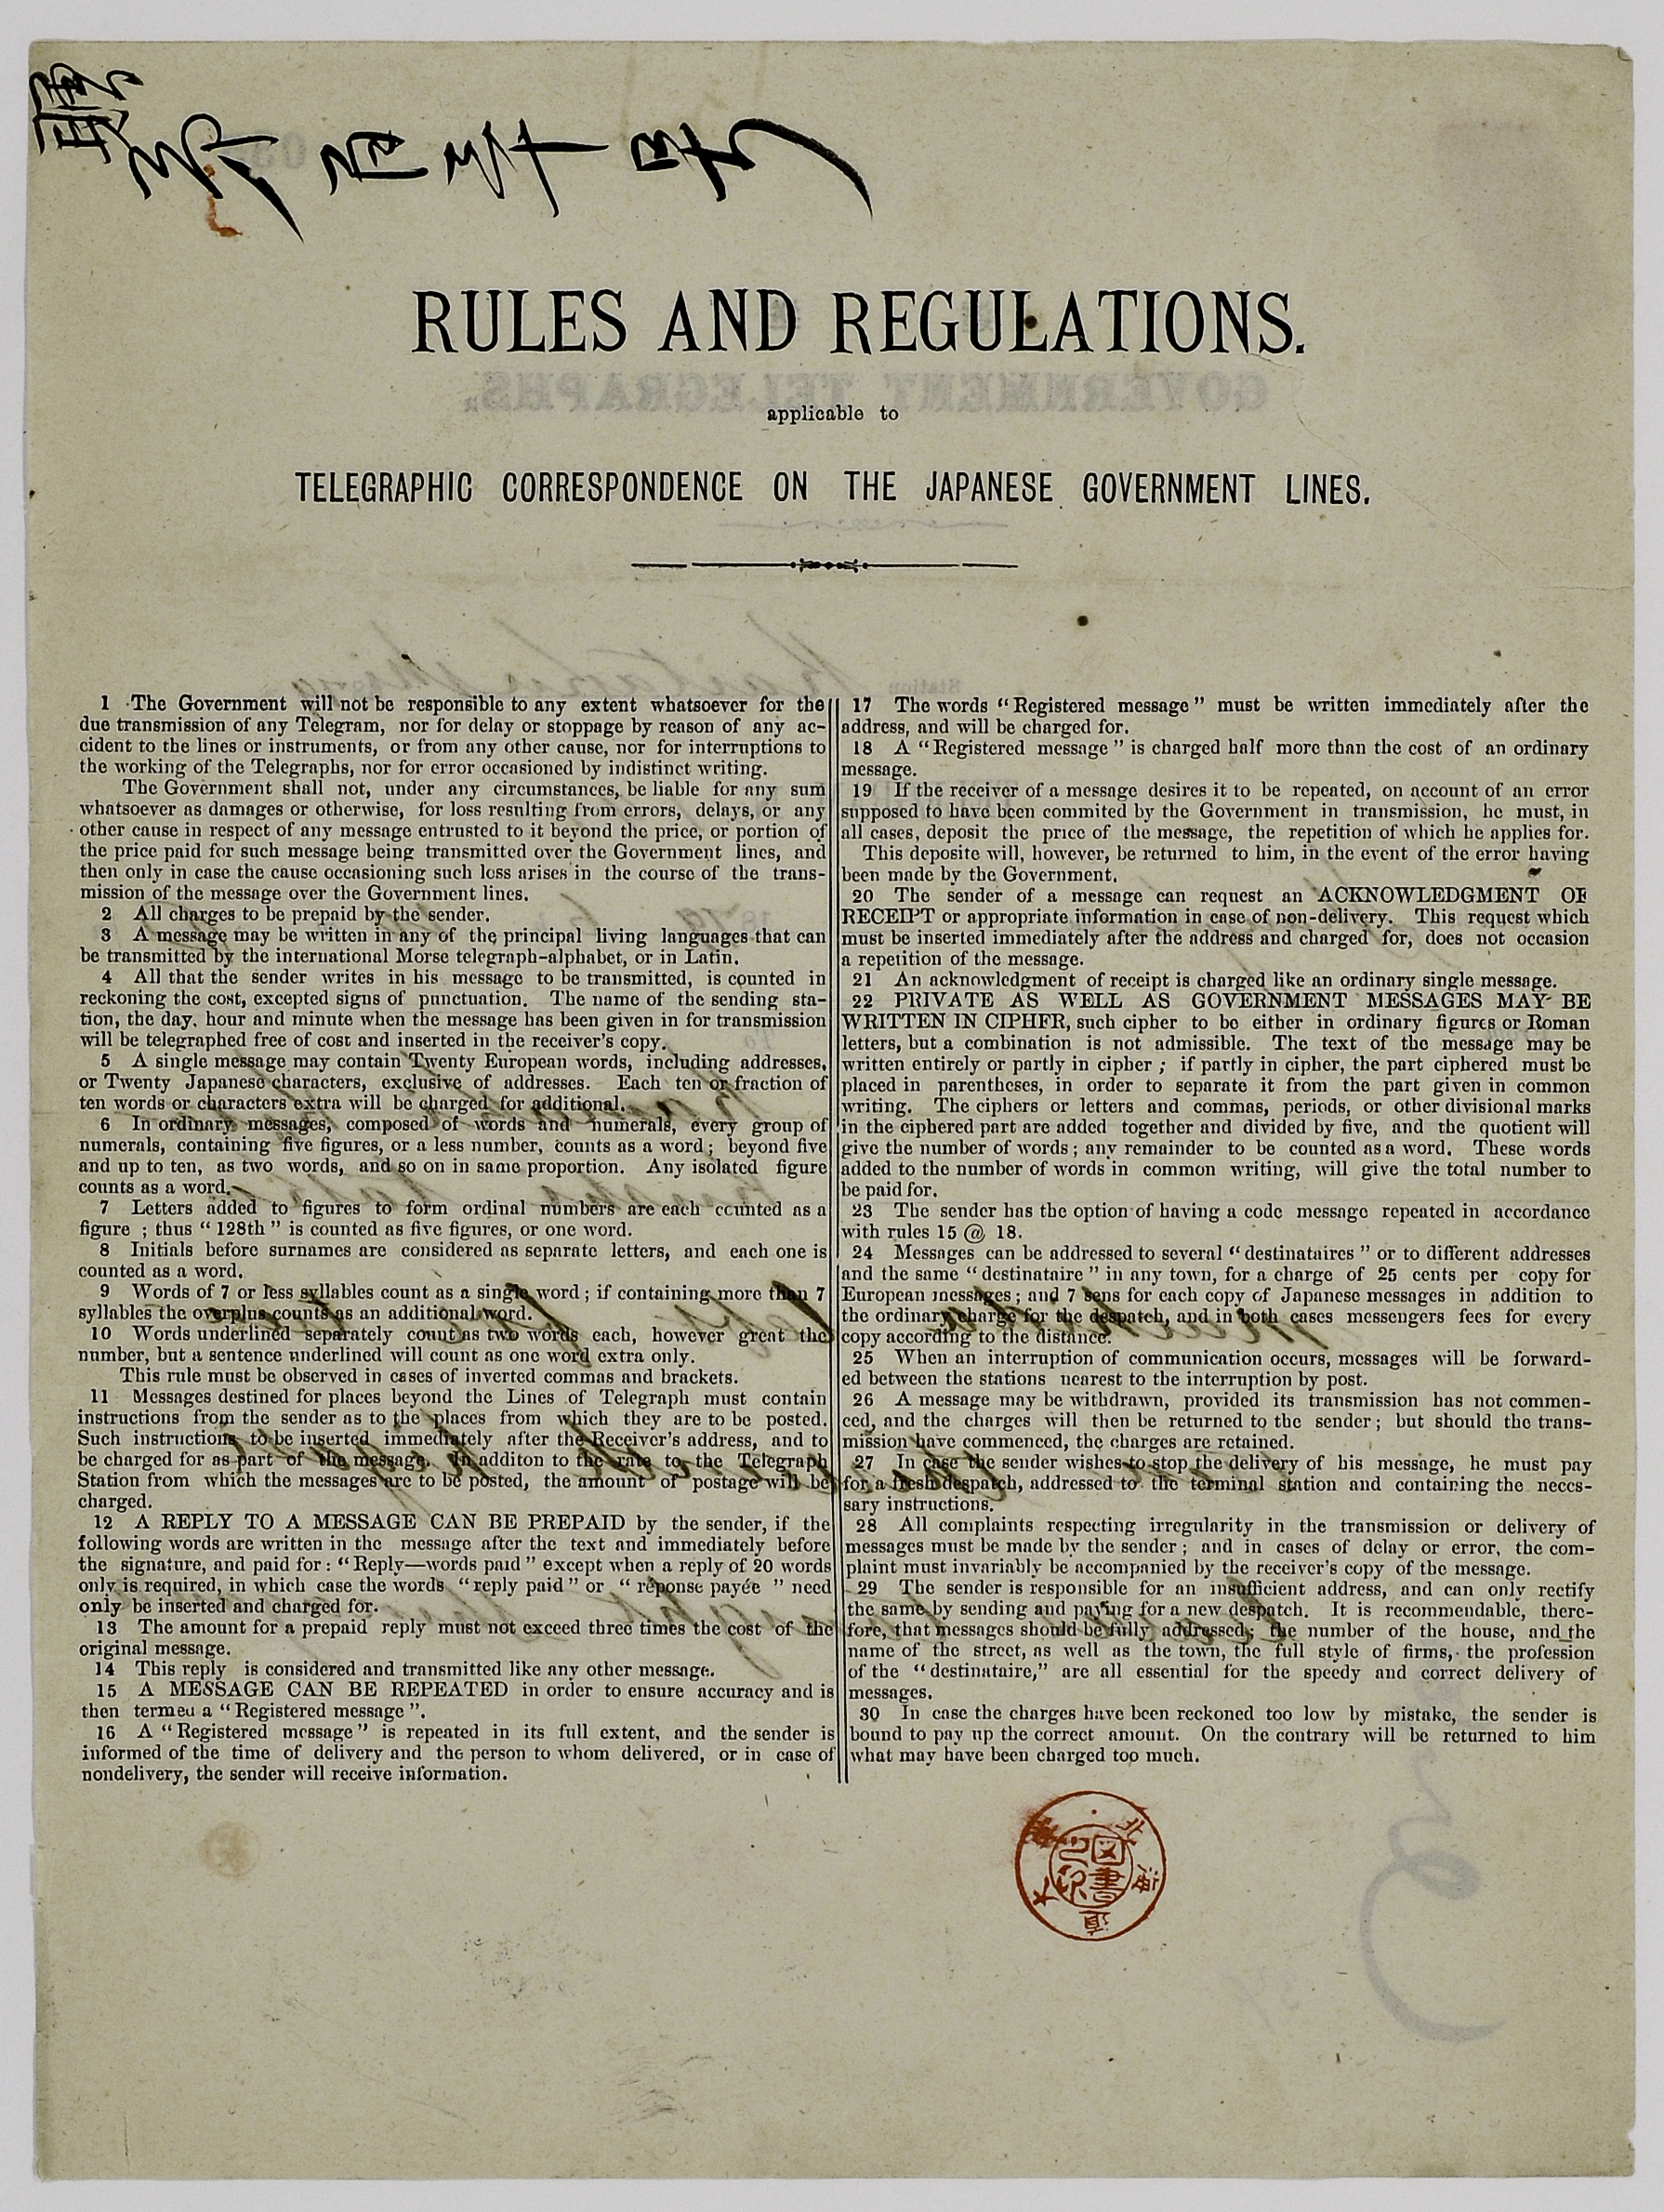 RULES AND REGULATIONS.
applicable to
TELEGRAPHIC CORRESPONDENCE ON THE JAPANESE GOVERNMENT LINES.
1 The Government will not be responsible to any extent whatsoever for the
due transmission of any Telegram, nor for delay or stoppage by reason of any ac-
cident to the lines or instruments, or from any other cause, nor for interruptions to
the working of the Telegraphs, nor for error occasioned by indistinct writing.
The Government shall not, under any circumstances, be liable for any sum
whatsoever as damages or otherwise, for loss resulting from errors, delays, or any
other cause in respect of any message entrusted to it beyond the price, or portion of
the price paid for such message being transmitted over the Government lines, and
then only in case the cause occasioning such loss arises in the course of the trans-
mission of the message over the Government lines.
2 All charges to be prepaid by the sender.
3 A message may be written in any of the principal living languages that can
be transmitted by the international Morse telegraph-alphabet, or in Latin.
4 All that the sender writes in his message to be transmitted, is counted in
reckoning the cost, excepted signs of punctuation. The name of the sending sta-
tion, the day, hour and minute when the message has been given in for transmission
will be telegraphed free of cost and inserted in the receiver's copy.
5 A single message may contain Twenty European words, including addresses,
or Twenty Japanese characters, exclusive of addresses. Each ten or fraction of
ten words or characters extra will be charged for additional.
6 In ordinary messages, composed of words and numerals, every group of
numerals, containing five figures, or a less number, counts as a word; beyond five
and up to ten, as two words, and so on in same proportion. Any isolated figure
counts as a word.
7 Letters added to figures to form ordinal numbers are each counted as a
figure ; thus "128th" is counted as five figures, or one word.
8 Initials before surnames are considered as separate letters, and each one is
counted as a word.
9 Words of 7 or less syllables count as a single word ; if containing more than 7
syllables the overplus counts as an additional word.
10 Words underlined separately count as two words each, however great the
number, but a sentence underlined will count as one word extra only.
This rule must be observed in cases of inverted commas and brackets.
11 Messages destined for places beyond the Lines of Telegraph must contain
instructions from the sender as to the places from which they are to be posted.
Such instructions to be inserted immediately after the Receiver's address, and to
be charged for as part of the message. In additon to the rate to the Telegraph
Station from which the messages are to be posted, the amount of postage will be
charged.
12 A REPLY TO A MESSAGE CAN BE PREPAID by the sender, if the
following words are written in the message after the text and immediately before
the signature, and paid for: "Reply—words paid" except when a reply of 20 words
only is required, in which case the words "reply paid" or "réponse payée" need
only be inserted and charged for.
13 The amount for a prepaid reply must not exceed three times the cost of the
original message.
14 This reply is considered and transmitted like any other message.
15 A MESSAGE CAN BE REPEATED in order to ensure accuracy and is
then termed a "Registered message".
16 A "Registered message" is repeated in its full extent, and the sender is
informed of the time of delivery and the person to whom delivered, or in case of
nondelivery, the sender will receive information.
17 The words "Registered message" must be written immediately after the
address, and will be charged for.
18 A "Registered message" is charged half more than the cost of an ordinary
message.
19 If the receiver of a message desires it to be repeated, on account of an error
supposed to have been commited by the Government in transmission, he must, in
all cases, deposit the price of the message, the repetition of which he applies for.
This deposite will, however, be returned to him, in the event of the error having
been made by the Government.
20 The sender of a message can request an ACKNOWLEDGMENT OF
RECEIPT or appropriate information in case of non-delivery. This request which
must be inserted immediately after the address and charged for, does not occasion
a repetition of the message.
21 An acknowledgment of receipt is charged like an ordinary single message.
22 PRIVATE AS WELL AS GOVERNMENT MESSAGES MAY BE
WRITTEN IN CIPHER, such cipher to be either in ordinary figures or Roman
letters, but a combination is not admissible. The text of the message may be
written entirely or partly in cipher ; if partly in cipher, the part ciphered must be
placed in parentheses, in order to separate it from the part given in common
writing. The ciphers or letters and commas, periods, or other divisional marks
in the ciphered part are added together and divided by five, and the quotient will
give the number of words ; any remainder to be counted as a word. These words
added to the number of words in common writing, will give the total number to
be paid for.
23 The sender has the option of having a code message repeated in accordance
with rules 15 @ 18.
24 Messages can be addressed to several "destinataires" or to different addresses
and the same "destinataire" in any town, for a charge of 25 cents per copy for
European messages ; and 7 sens for each copy of Japanese messages in addition to
the ordinary charge for the despatch, and in both cases messengers fees for every
copy according to the distance.
25 When an interruption of communication occurs, messages will be forward-
ed between the stations nearest to the interruption by post.
26 A message may be withdrawn, provided its transmission has not commen-
ced, and the charges will then be returned to the sender ; but should the trans-
mission have commenced, the charges are retained.
27 In case the sender wishes to stop the delivery of his message, he must pay
for a fresh despatch, addressed to the terminal station and containing the neces-
sary instructions.
28 All complaints respecting irregularity in the transmission or delivery of
messages must be made by the sender ; and in cases of delay or error, the com-
plaint must invariably be accompanied by the receiver's copy of the message.
29 The sender is responsible for an insufficient address, and can only rectify
the same by sending and paying for a new despatch. It is recommendable, there-
fore, that messages should be fully addressed ; the number of the house, and the
name of the street, as well as the town, the full style of firms, the profession
of the "destinataire," are all essential for the speedy and correct delivery of
messages.
30 In case the charges have been reckoned too low by mistake, the sender is
bound to pay up the correct amount. On the contrary will be returned to him
what may have been charged too much.
北海道大學
図書之印